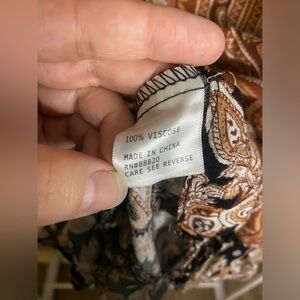 100% VISCOSE
MADE IN CHINA
RN#88820
CARE SEE REVERSE